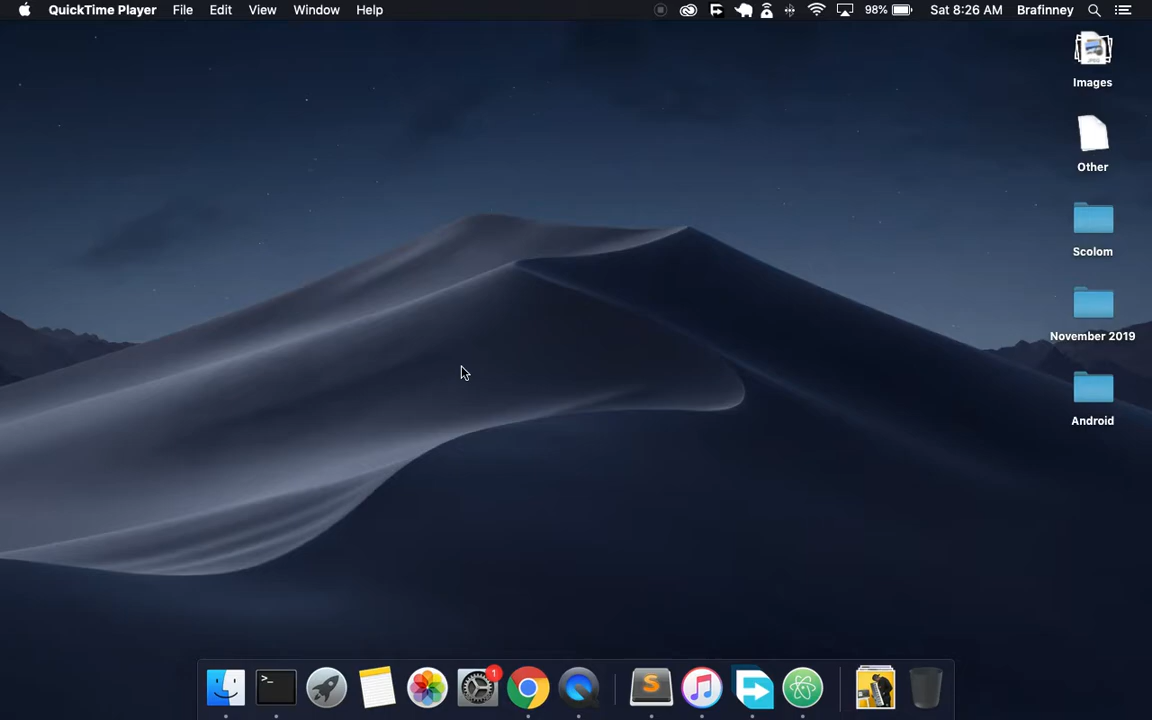 QuickTime Player File Edit View Window Help 98% Sat 8:26 AM Brafinney
Images
Other
Scolom
November 2019
Android
1
>_
S